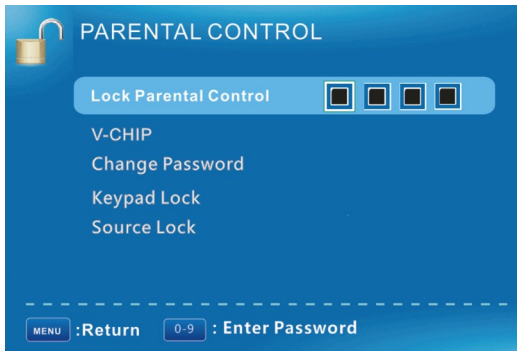 PARENTAL CONTROL
Lock Parental Control
V-CHIP
Change Password
Keypad Lock
Source Lock
MENU :Return 0-9 : Enter Password